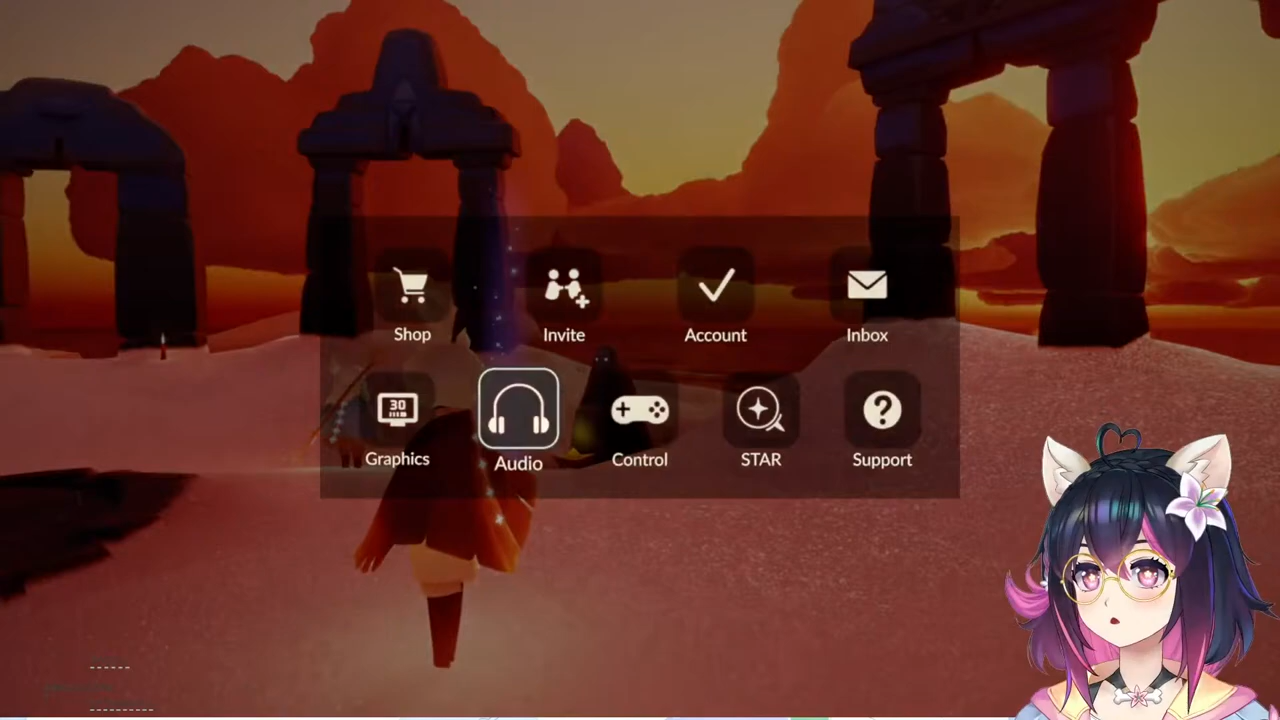 Shop
Invite
Account
Inbox
30
Graphics
Audio
Control
STAR
Support